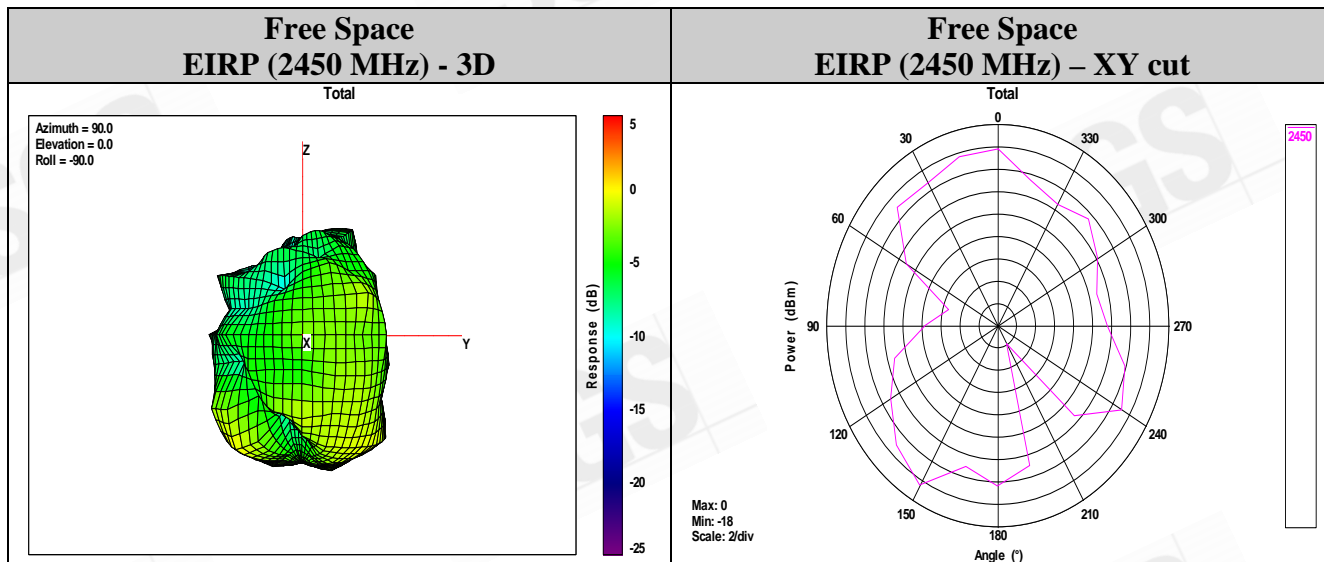 Free Space
EIRP (2450 MHz) - 3D
Free Space
EIRP (2450 MHz) – XY cut
Total
Azimuth = 90.0
Elevation = 0.0
Roll = -90.0
Z
X
Y
5
0
-5
-10
-15
-20
-25
Response (dB)
Total
0
30
330
60
300
90
270
120
240
150
210
180
Power (dBm)
Angle (°)
Max: 0
Min: -18
Scale: 2/div
2450